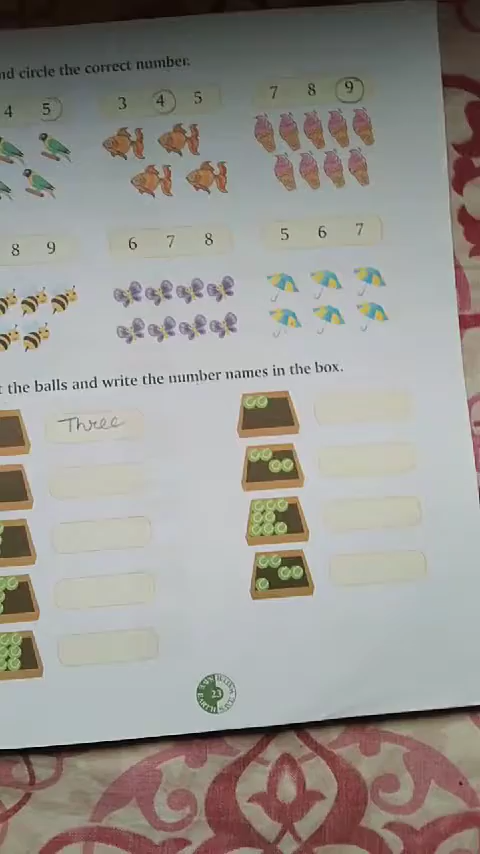 nd circle the correct number.
4 5 3 4 5 7 8 9
8 9 6 7 8 5 6 7
the balls and write the number names in the box.
Three
23